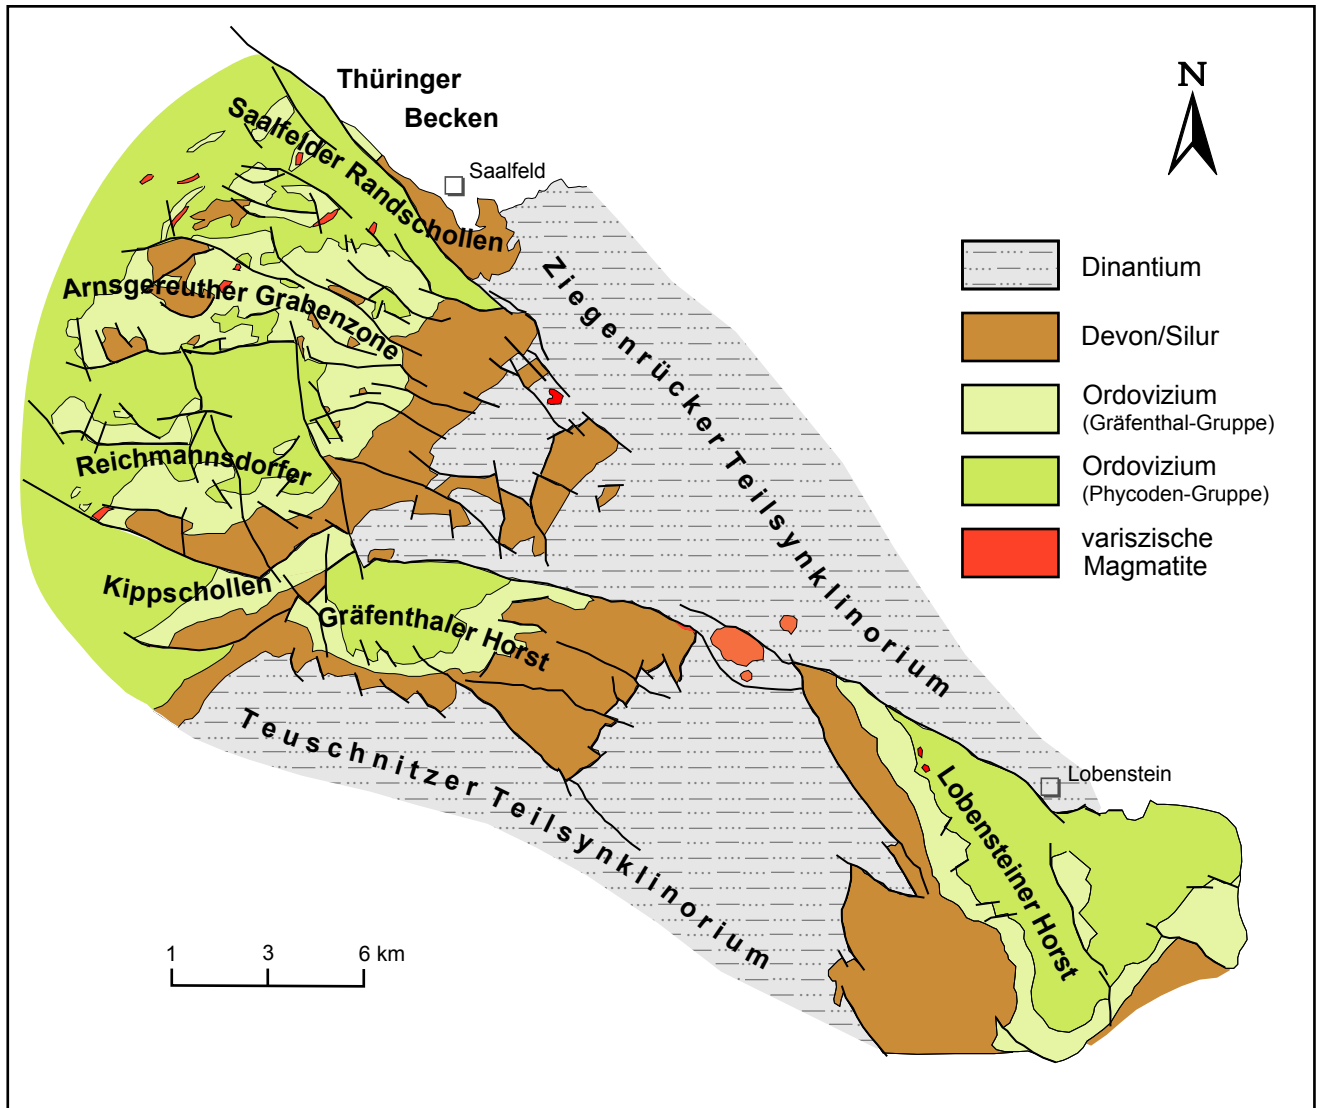 Thüringer
Becken
N
Saalfeld
Saalfelder Randschollen
Dinantium
Arnsgereuther Grabenzone
Ziegenrücker Teilsynklinorium
Devon/Silur
Ordovizium
(Gräfenthal-Gruppe)
Reichmannsdorfer
Ordovizium
(Phycoden-Gruppe)
variszische
Magmatite
Kippschollen
Gräfenthaler Horst
Teuschnitzer Teilsynklinorium
Lobenstein
Lobensteiner Horst
1 3 6 km